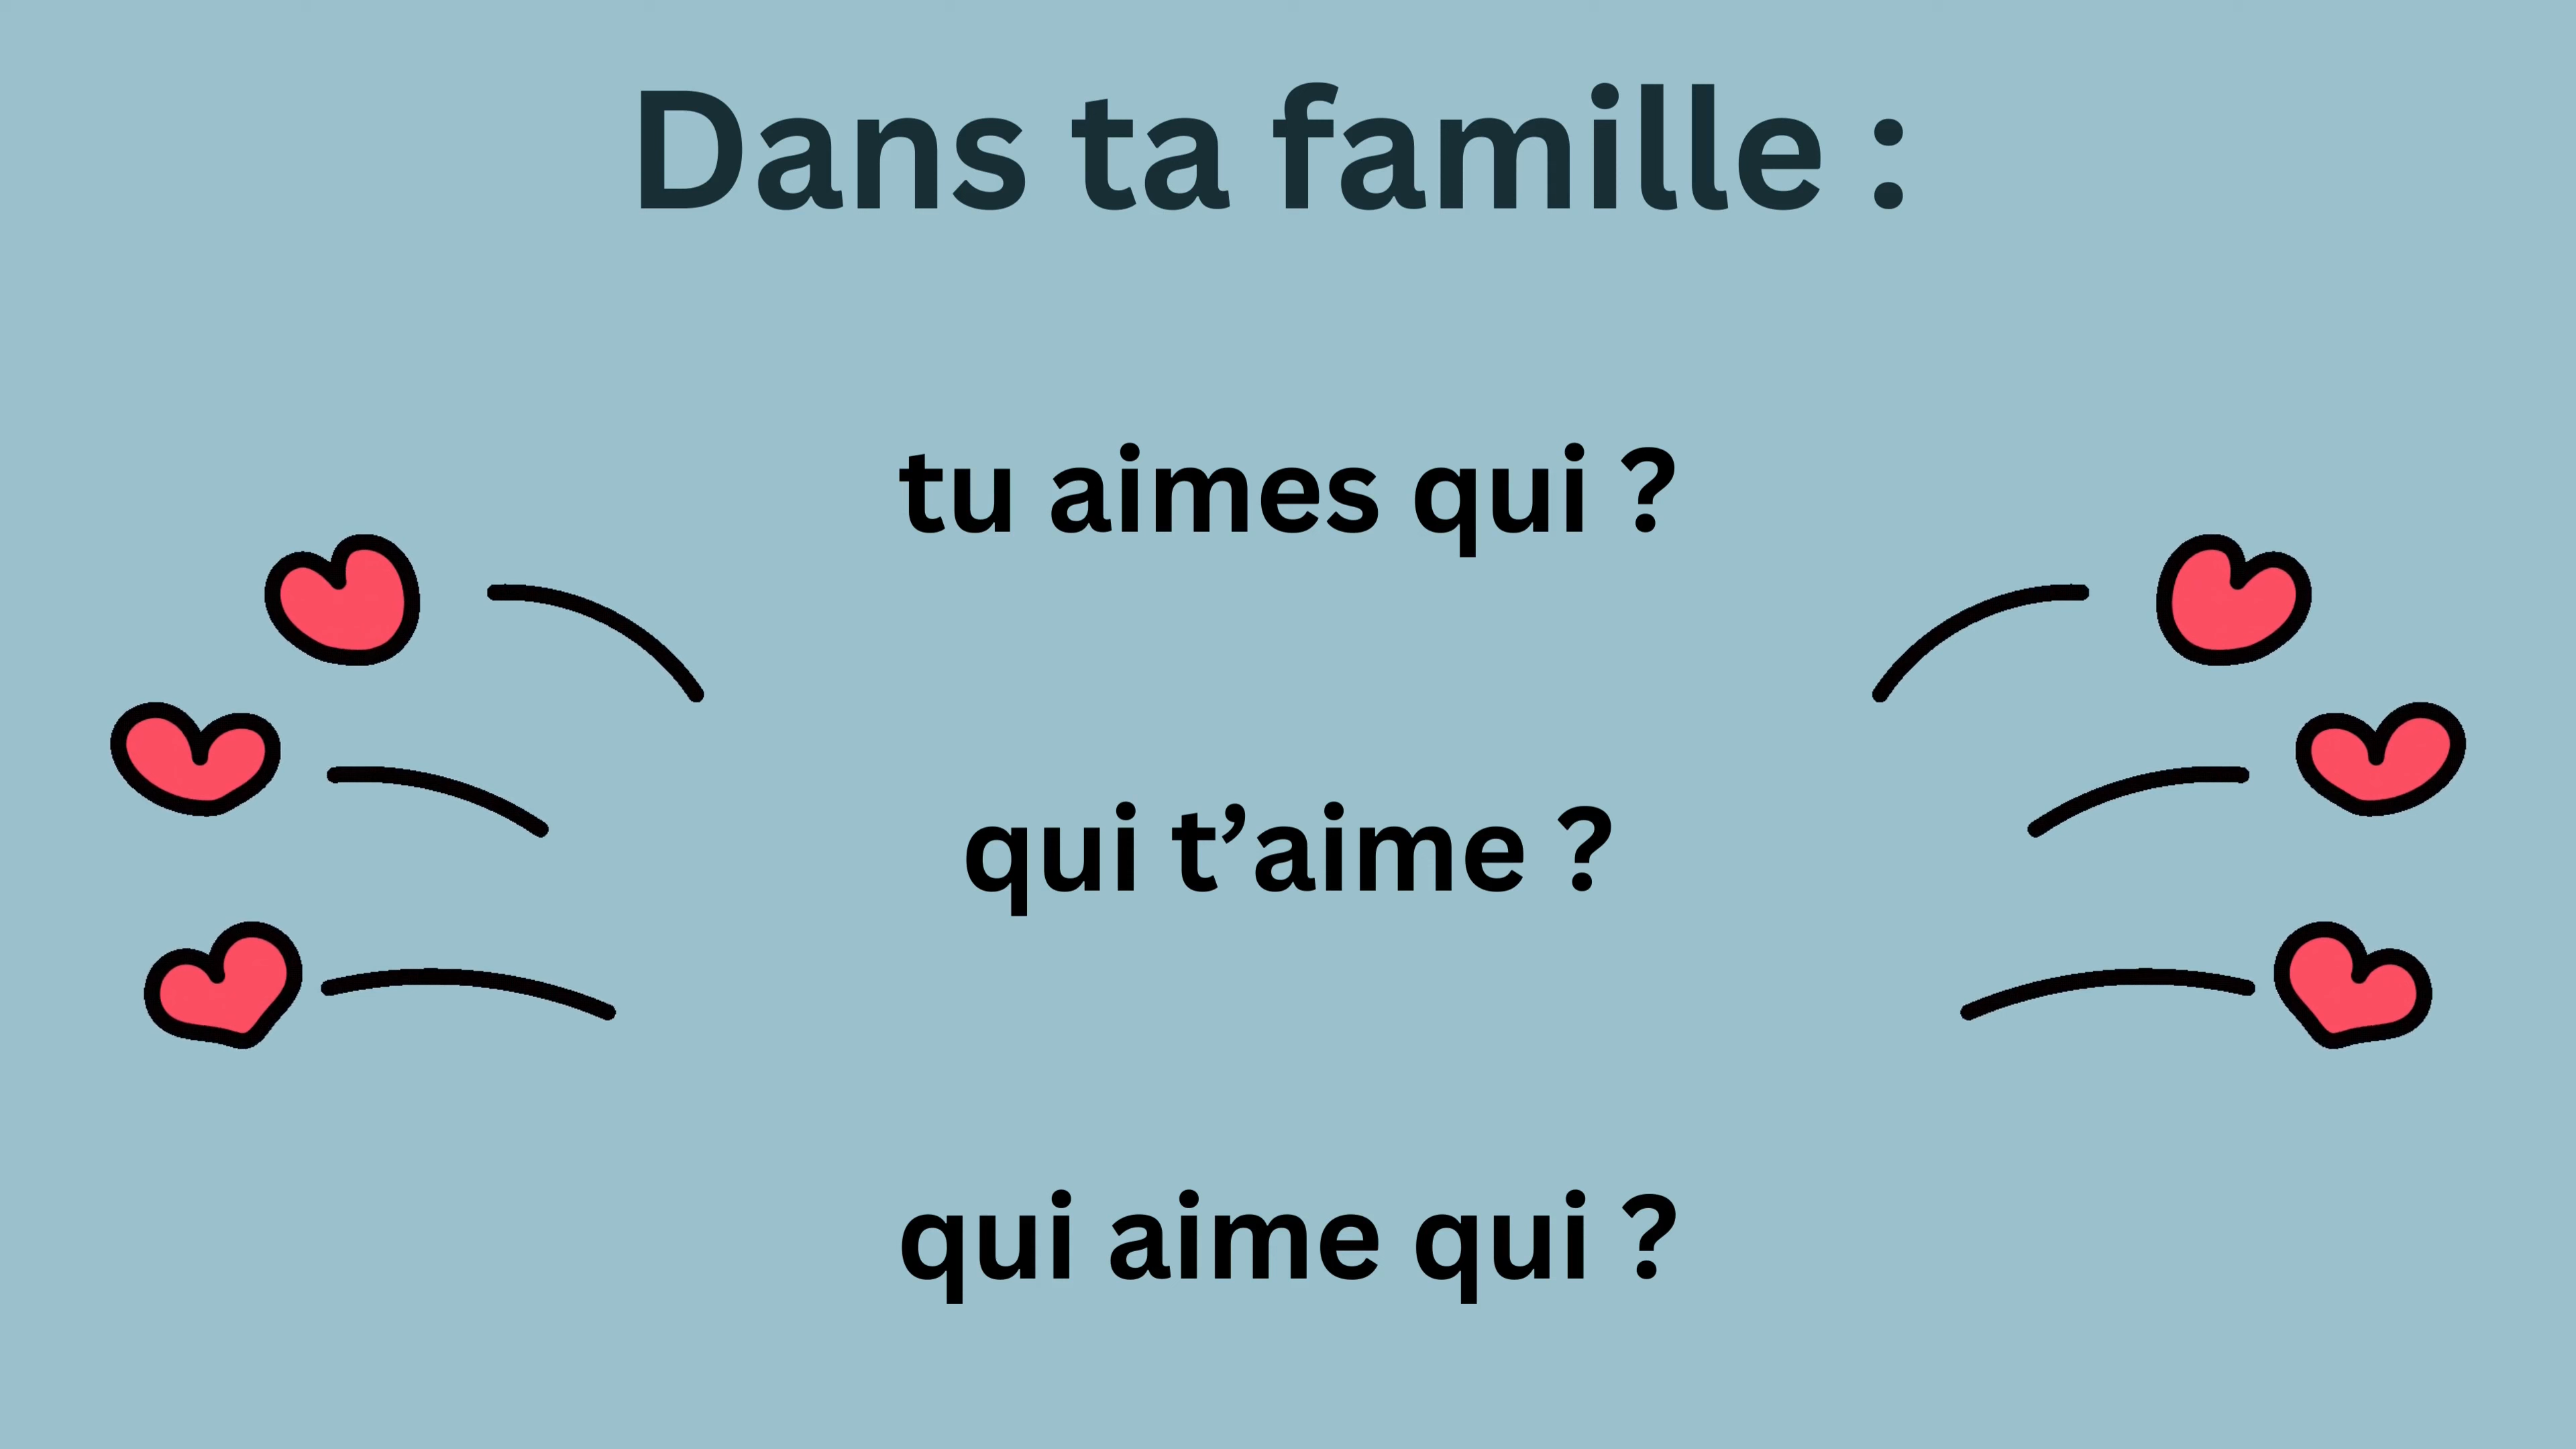 Dans ta famille :
tu aimes qui ?
qui t’aime ?
qui aime qui ?